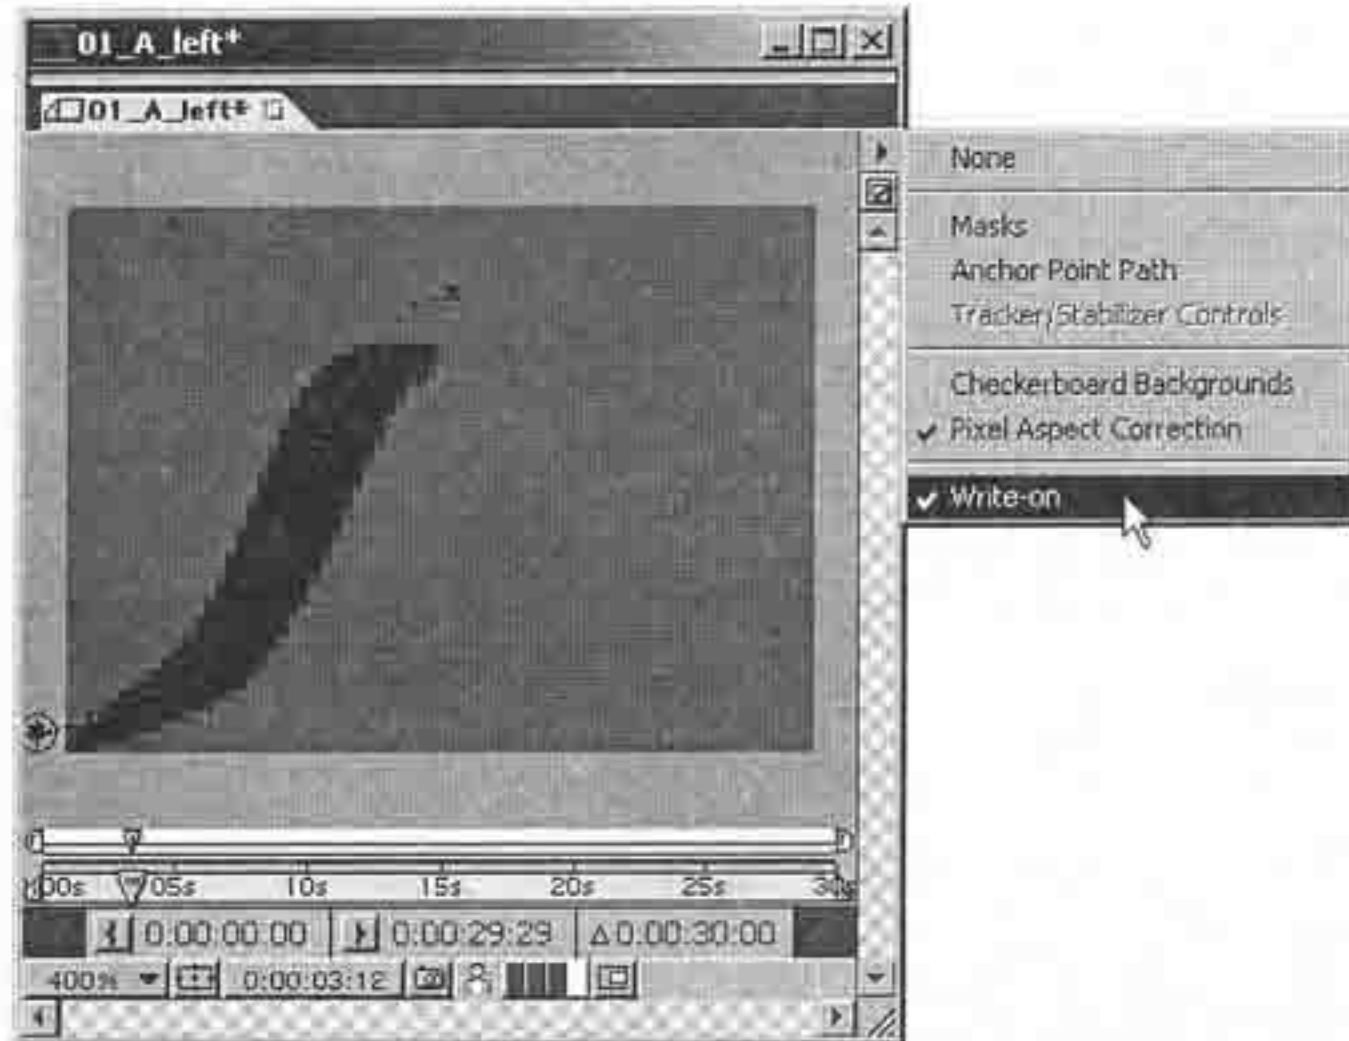 01_A_left*
01_A_left*
None
Masks
Anchor Point Path
Tracker/Stabilizer Controls
Checkerboard Backgrounds
Pixel Aspect Correction
Write-on
00s 05s 10s 15s 20s 25s 30s
0:00:00:00 0:00:29:29 Δ0:00:30:00
400% 0:00:03:12